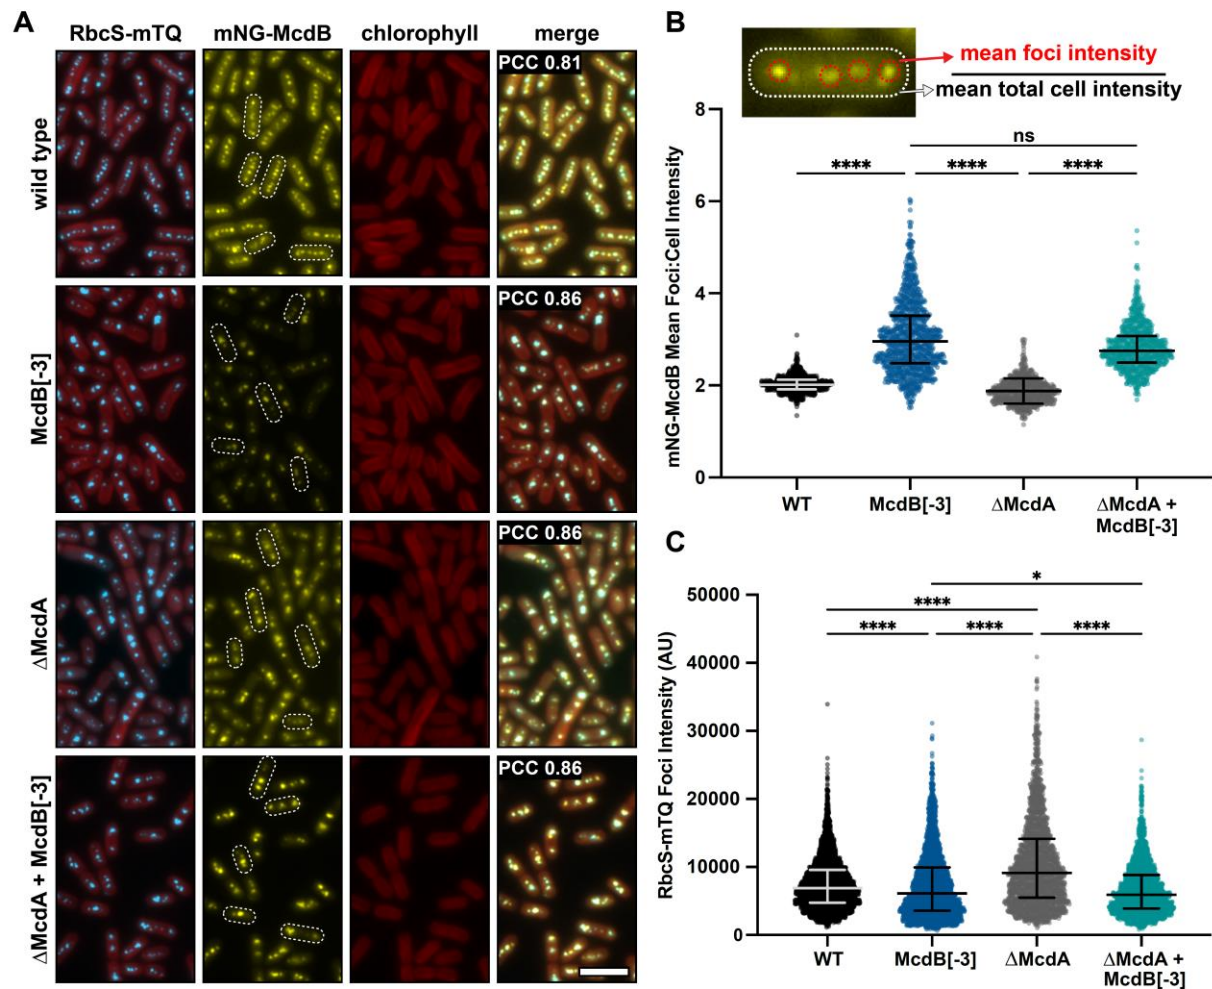 A
RbcS-mTQ mNG-McdB chlorophyll merge
wild type
PCC 0.81
McdB[-3]
PCC 0.86
ΔMcdA
PCC 0.86
ΔMcdA + McdB[-3]
PCC 0.86
B
mean foci intensity
mean total cell intensity
mNG-McdB Mean Foci:Cell Intensity
8
6
4
2
0
ns
**** **** ****
WT McdB[-3] ΔMcdA ΔMcdA +
McdB[-3]
C
RbcS-mTQ Foci Intensity (AU)
50000
40000
30000
20000
10000
0
*
****
**** **** ****
WT McdB[-3] ΔMcdA ΔMcdA +
McdB[-3]